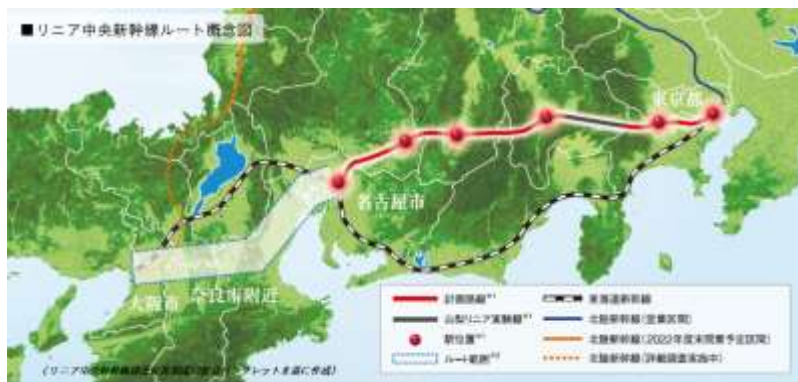 ■リニア中央新幹線ルート概念図
東京都
名古屋市
大阪市
奈良市附近
計画路線※1
山梨リニア実験線※1
駅位置※1
ルート範囲※2
東海道新幹線
北陸新幹線(営業区間)
北陸新幹線(2022年度末開業予定区間)
北陸新幹線(詳細調査実施中)